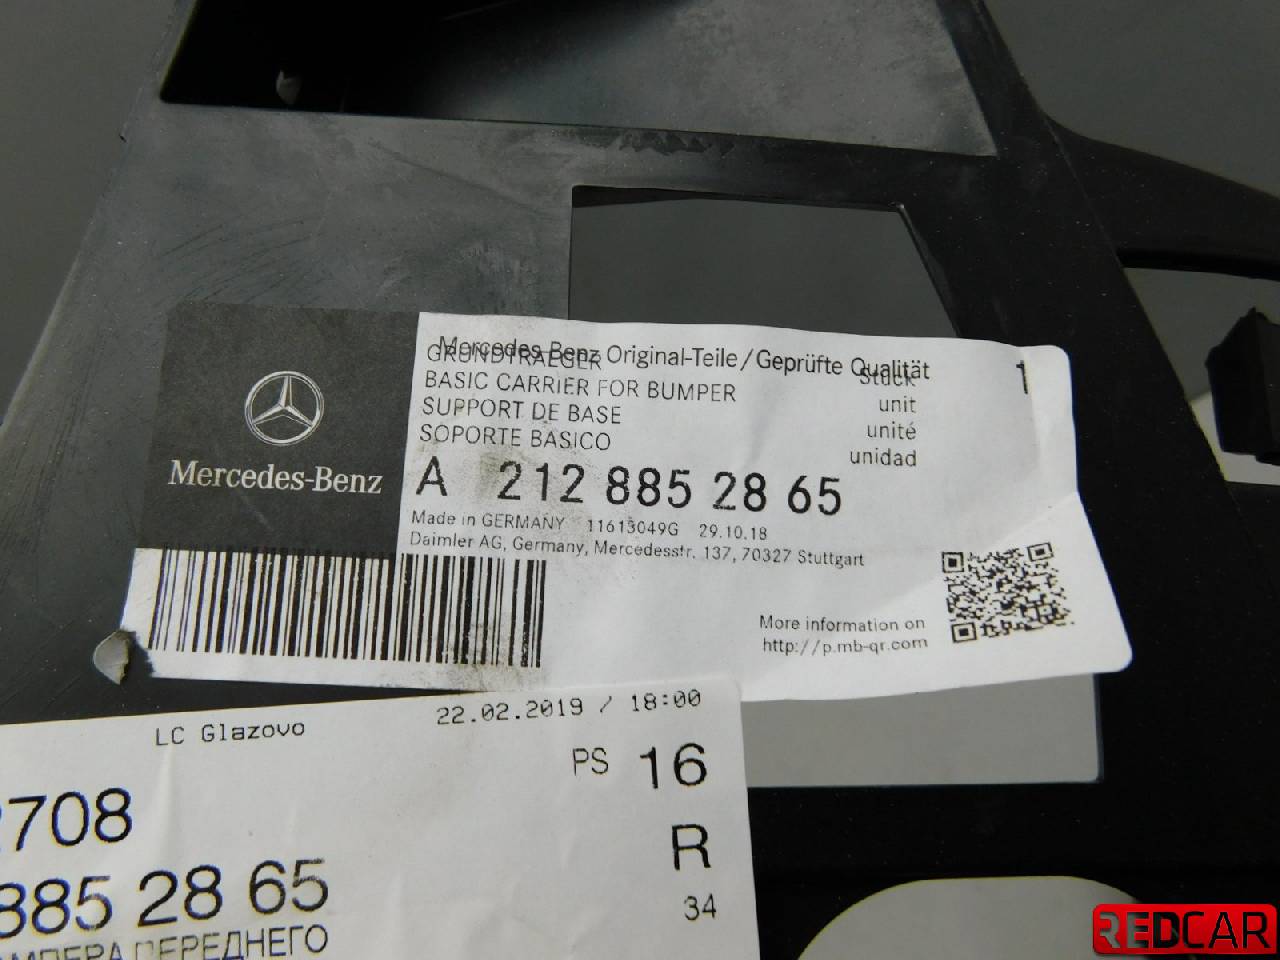 Mercedes-Benz Original-Teile / Geprüfte Qualität
GRUNDTRAEGER Stück 1
BASIC CARRIER FOR BUMPER unit
SUPPORT DE BASE unité
SOPORTE BASICO unidad
Mercedes-Benz
A 212 885 28 65
Made in GERMANY 11613049G 29.10.18
Daimler AG, Germany, Mercedesstr. 137, 70327 Stuttgart
More information on
http://p.mb-qr.com
LC Glazovo 22.02.2019 / 18:00
PS 16
2708
R
885 28 65
34
ПЕРЕДНЕГО
REDCAR